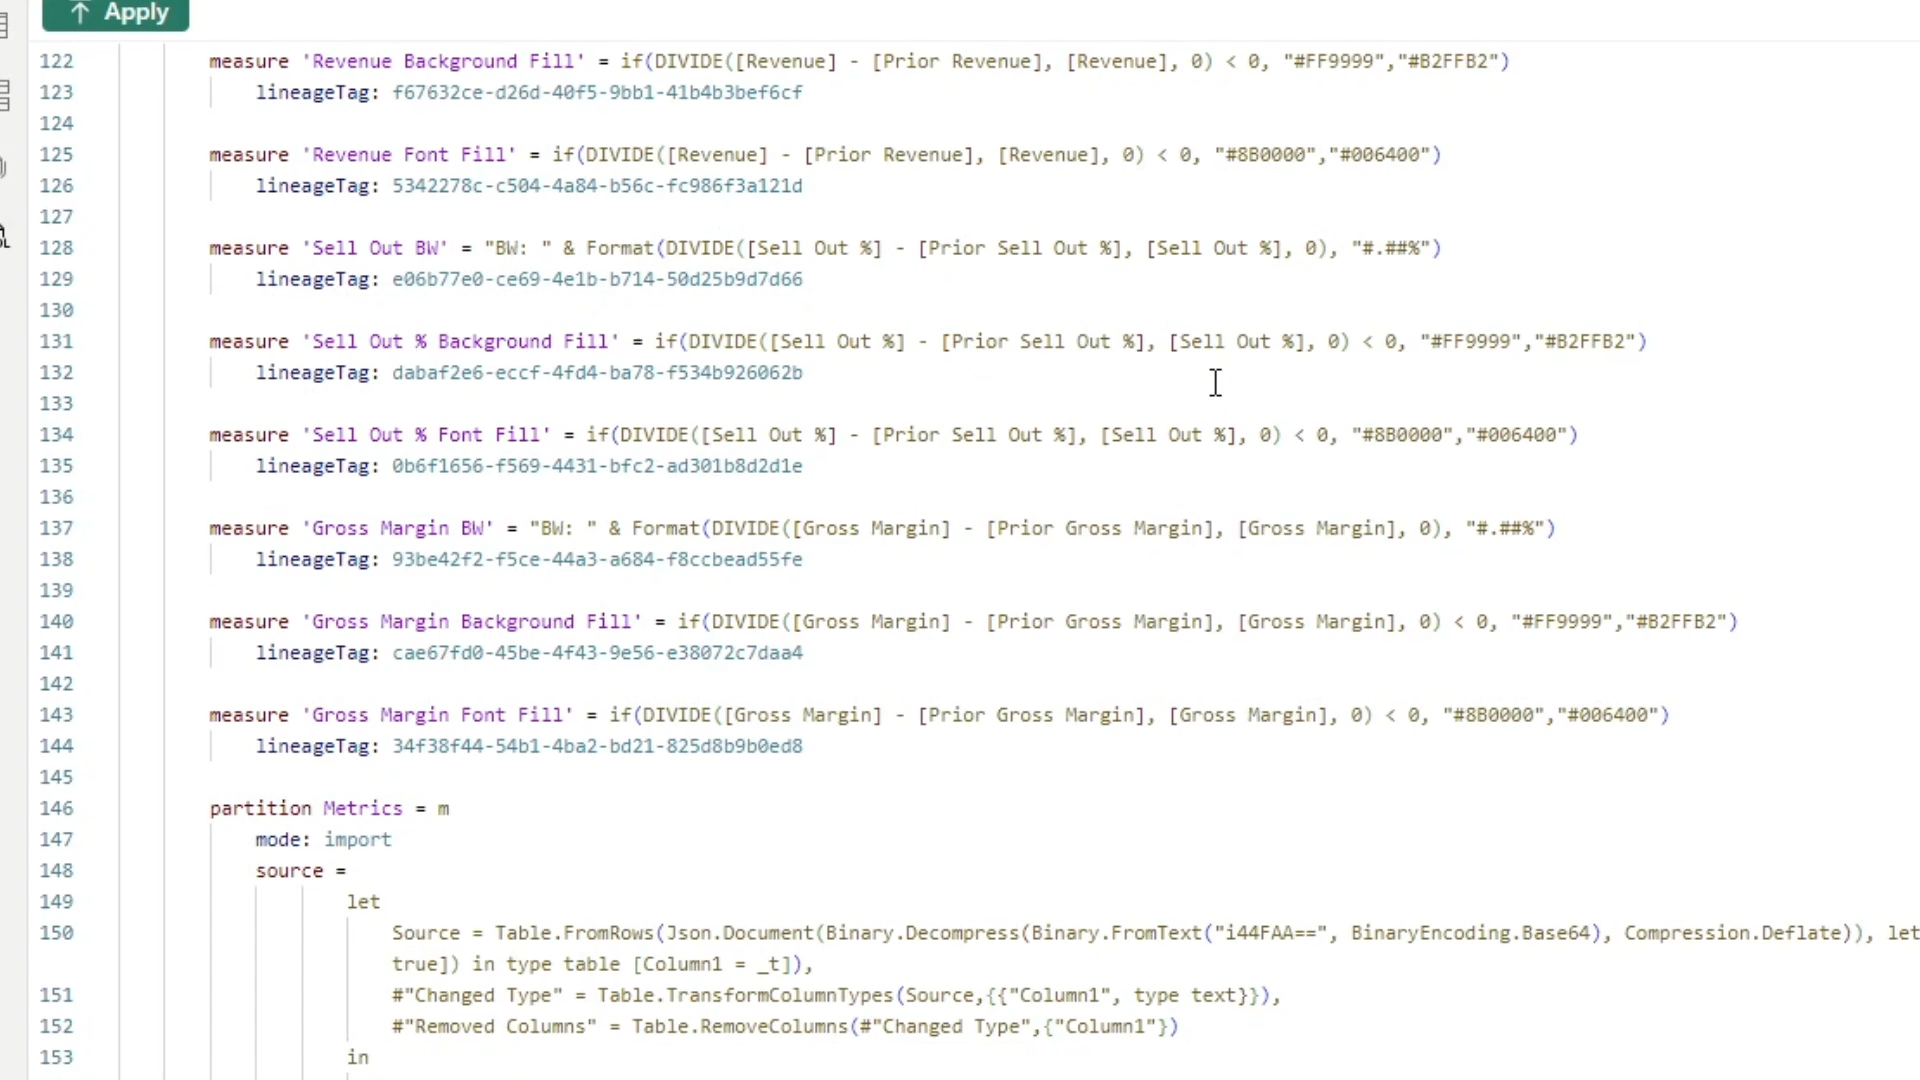 Apply
122 measure 'Revenue Background Fill' = if(DIVIDE([Revenue] - [Prior Revenue], [Revenue], 0) < 0, "#FF9999","#B2FFB2")
123 lineageTag: f67632ce-d26d-40f5-9bb1-41b4b3bef6cf
124
125 measure 'Revenue Font Fill' = if(DIVIDE([Revenue] - [Prior Revenue], [Revenue], 0) < 0, "#8B0000","#006400")
126 lineageTag: 5342278c-c504-4a84-b56c-fc986f3a121d
127
128 measure 'Sell Out BW' = "BW: " & Format(DIVIDE([Sell Out %] - [Prior Sell Out %], [Sell Out %], 0), "#.##%")
129 lineageTag: e06b77e0-ce69-4e1b-b714-50d25b9d7d66
130
131 measure 'Sell Out % Background Fill' = if(DIVIDE([Sell Out %] - [Prior Sell Out %], [Sell Out %], 0) < 0, "#FF9999","#B2FFB2")
132 lineageTag: dabaf2e6-eccf-4fd4-ba78-f534b926062b
133
134 measure 'Sell Out % Font Fill' = if(DIVIDE([Sell Out %] - [Prior Sell Out %], [Sell Out %], 0) < 0, "#8B0000","#006400")
135 lineageTag: 0b6f1656-f569-4431-bfc2-ad301b8d2d1e
136
137 measure 'Gross Margin BW' = "BW: " & Format(DIVIDE([Gross Margin] - [Prior Gross Margin], [Gross Margin], 0), "#.##%")
138 lineageTag: 93be42f2-f5ce-44a3-a684-f8ccbead55fe
139
140 measure 'Gross Margin Background Fill' = if(DIVIDE([Gross Margin] - [Prior Gross Margin], [Gross Margin], 0) < 0, "#FF9999","#B2FFB2")
141 lineageTag: cae67fd0-45be-4f43-9e56-e38072c7daa4
142
143 measure 'Gross Margin Font Fill' = if(DIVIDE([Gross Margin] - [Prior Gross Margin], [Gross Margin], 0) < 0, "#8B0000","#006400")
144 lineageTag: 34f38f44-54b1-4ba2-bd21-825d8b9b0ed8
145
146 partition Metrics = m
147 mode: import
148 source =
149 let
150 Source = Table.FromRows(Json.Document(Binary.Decompress(Binary.FromText("i44FAA==", BinaryEncoding.Base64), Compression.Deflate)), let
true]) in type table [Column1 = _t]),
151 #"Changed Type" = Table.TransformColumnTypes(Source,{{"Column1", type text}}),
152 #"Removed Columns" = Table.RemoveColumns(#"Changed Type",{"Column1"})
153 in